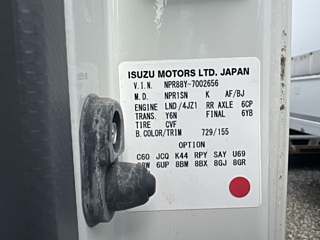 ISUZU MOTORS LTD. JAPAN
V.I.N. NPR88Y-7002656
M.D. NPR1SN K AF/BJ
ENGINE LND/4JZ1 RR AXLE 6CP
TRANS. Y6N FINAL 6YB
TIRE CVF
B.COLOR/TRIM 729/155
OPTION
C60 JCQ K44 RPY SAY U69
6UP 8BM 8BX 8GJ 8GR